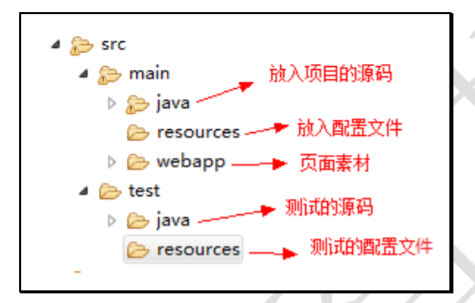 src
main
java 放入项目的源码
resources 放入配置文件
webapp 页面素材
test
java 测试的源码
resources 测试的配置文件